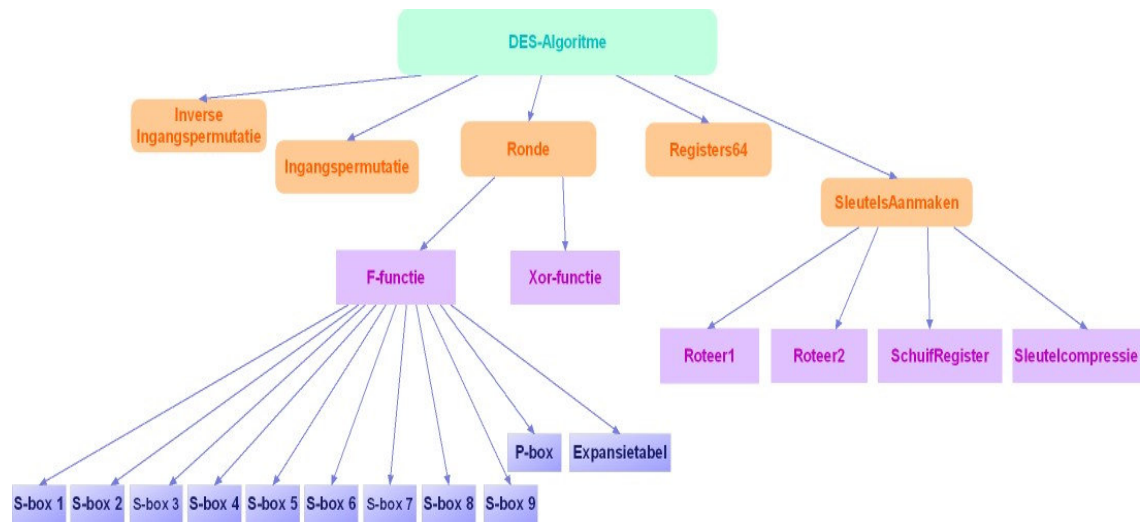 DES-Algoritme
Inverse
Ingangspermutatie
Ingangspermutatie
Ronde
Registers64
SleutelsAanmaken
F-functie
Xor-functie
Roteer1
Roteer2
SchuifRegister
Sleutelcompressie
P-box
Expansietabel
S-box 1
S-box 2
S-box 3
S-box 4
S-box 5
S-box 6
S-box 7
S-box 8
S-box 9